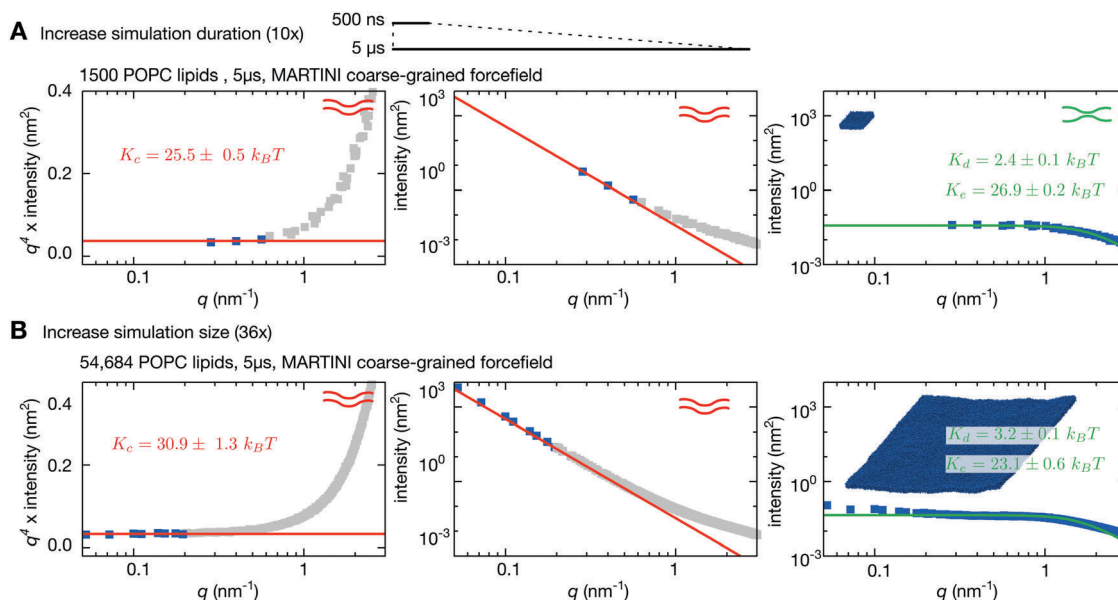 500 ns
A Increase simulation duration (10x)
5 µs
1500 POPC lipids , 5µs, MARTINI coarse-grained forcefield
q⁴ x intensity (nm²)
0.4
0.2
0.0
K_c = 25.5 ± 0.5 k_BT
0.1 1
q (nm⁻¹)
intensity (nm²)
10³
10⁰
10⁻³
0.1 1
q (nm⁻¹)
intensity (nm²)
10³
10⁰
10⁻³
K_d = 2.4 ± 0.1 k_BT
K_e = 26.9 ± 0.2 k_BT
0.1 1
q (nm⁻¹)
B Increase simulation size (36x)
54,684 POPC lipids, 5µs, MARTINI coarse-grained forcefield
q⁴ x intensity (nm²)
0.4
0.2
0.0
K_c = 30.9 ± 1.3 k_BT
0.1 1
q (nm⁻¹)
intensity (nm²)
10³
10⁰
10⁻³
0.1 1
q (nm⁻¹)
intensity (nm²)
10³
10⁰
10⁻³
K_d = 3.2 ± 0.1 k_BT
K_e = 23.1 ± 0.6 k_BT
0.1 1
q (nm⁻¹)